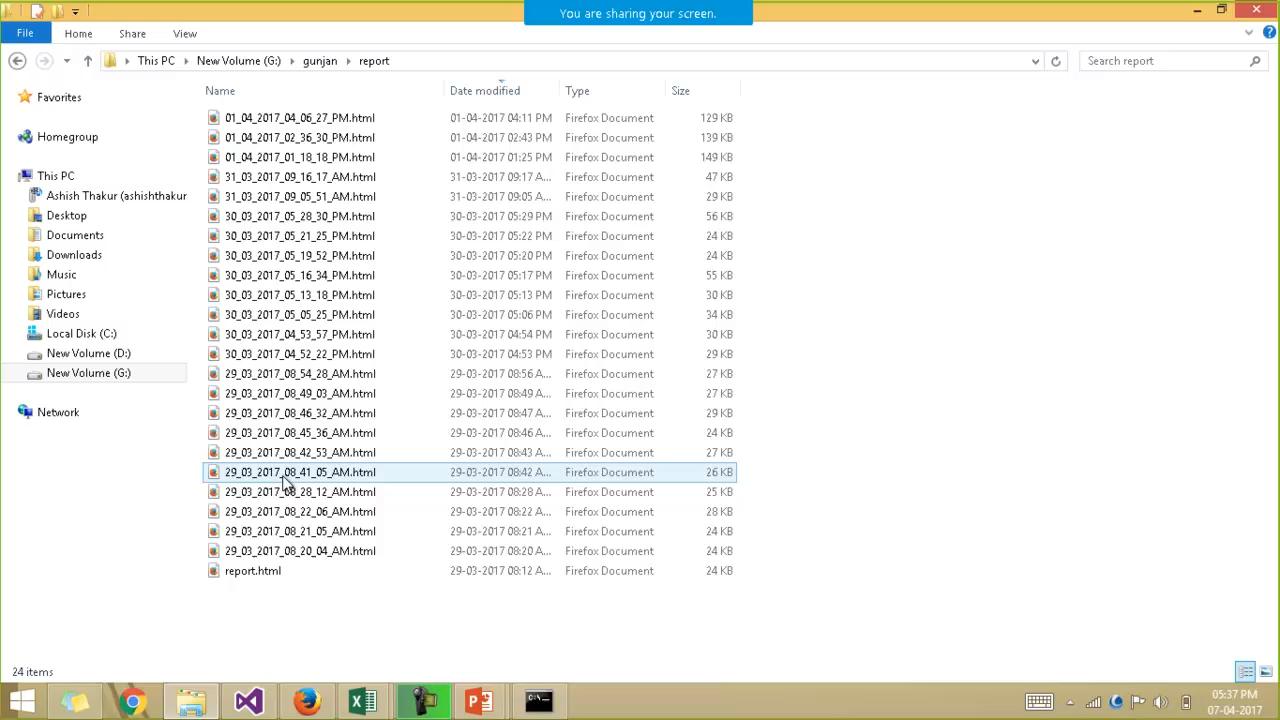 You are sharing your screen.
File Home Share View
This PC New Volume (G:) gunjan report Search report
Name Date modified Type Size
Favorites
Homegroup
This PC
Ashish Thakur (ashishthakur
Desktop
Documents
Downloads
Music
Pictures
Videos
Local Disk (C:)
New Volume (D:)
New Volume (G:)
Network
01_04_2017_04_06_27_PM.html 01-04-2017 04:11 PM Firefox Document 129 KB
01_04_2017_02_36_30_PM.html 01-04-2017 02:43 PM Firefox Document 139 KB
01_04_2017_01_18_18_PM.html 01-04-2017 01:25 PM Firefox Document 149 KB
31_03_2017_09_16_17_AM.html 31-03-2017 09:17 A... Firefox Document 47 KB
31_03_2017_09_05_51_AM.html 31-03-2017 09:05 A... Firefox Document 29 KB
30_03_2017_05_28_30_PM.html 30-03-2017 05:29 PM Firefox Document 56 KB
30_03_2017_05_21_25_PM.html 30-03-2017 05:22 PM Firefox Document 24 KB
30_03_2017_05_19_52_PM.html 30-03-2017 05:20 PM Firefox Document 24 KB
30_03_2017_05_16_34_PM.html 30-03-2017 05:17 PM Firefox Document 55 KB
30_03_2017_05_13_18_PM.html 30-03-2017 05:13 PM Firefox Document 30 KB
30_03_2017_05_05_25_PM.html 30-03-2017 05:06 PM Firefox Document 34 KB
30_03_2017_04_53_57_PM.html 30-03-2017 04:54 PM Firefox Document 30 KB
30_03_2017_04_52_22_PM.html 30-03-2017 04:53 PM Firefox Document 29 KB
29_03_2017_08_54_28_AM.html 29-03-2017 08:56 A... Firefox Document 27 KB
29_03_2017_08_49_03_AM.html 29-03-2017 08:49 A... Firefox Document 27 KB
29_03_2017_08_46_32_AM.html 29-03-2017 08:47 A... Firefox Document 29 KB
29_03_2017_08_45_36_AM.html 29-03-2017 08:46 A... Firefox Document 24 KB
29_03_2017_08_42_53_AM.html 29-03-2017 08:43 A... Firefox Document 27 KB
29_03_2017_08_41_05_AM.html 29-03-2017 08:42 A... Firefox Document 26 KB
29_03_2017_08_28_12_AM.html 29-03-2017 08:28 A... Firefox Document 25 KB
29_03_2017_08_22_06_AM.html 29-03-2017 08:22 A... Firefox Document 28 KB
29_03_2017_08_21_05_AM.html 29-03-2017 08:21 A... Firefox Document 24 KB
29_03_2017_08_20_04_AM.html 29-03-2017 08:20 A... Firefox Document 24 KB
report.html 29-03-2017 08:12 A... Firefox Document 24 KB
24 items
05:37 PM
07-04-2017